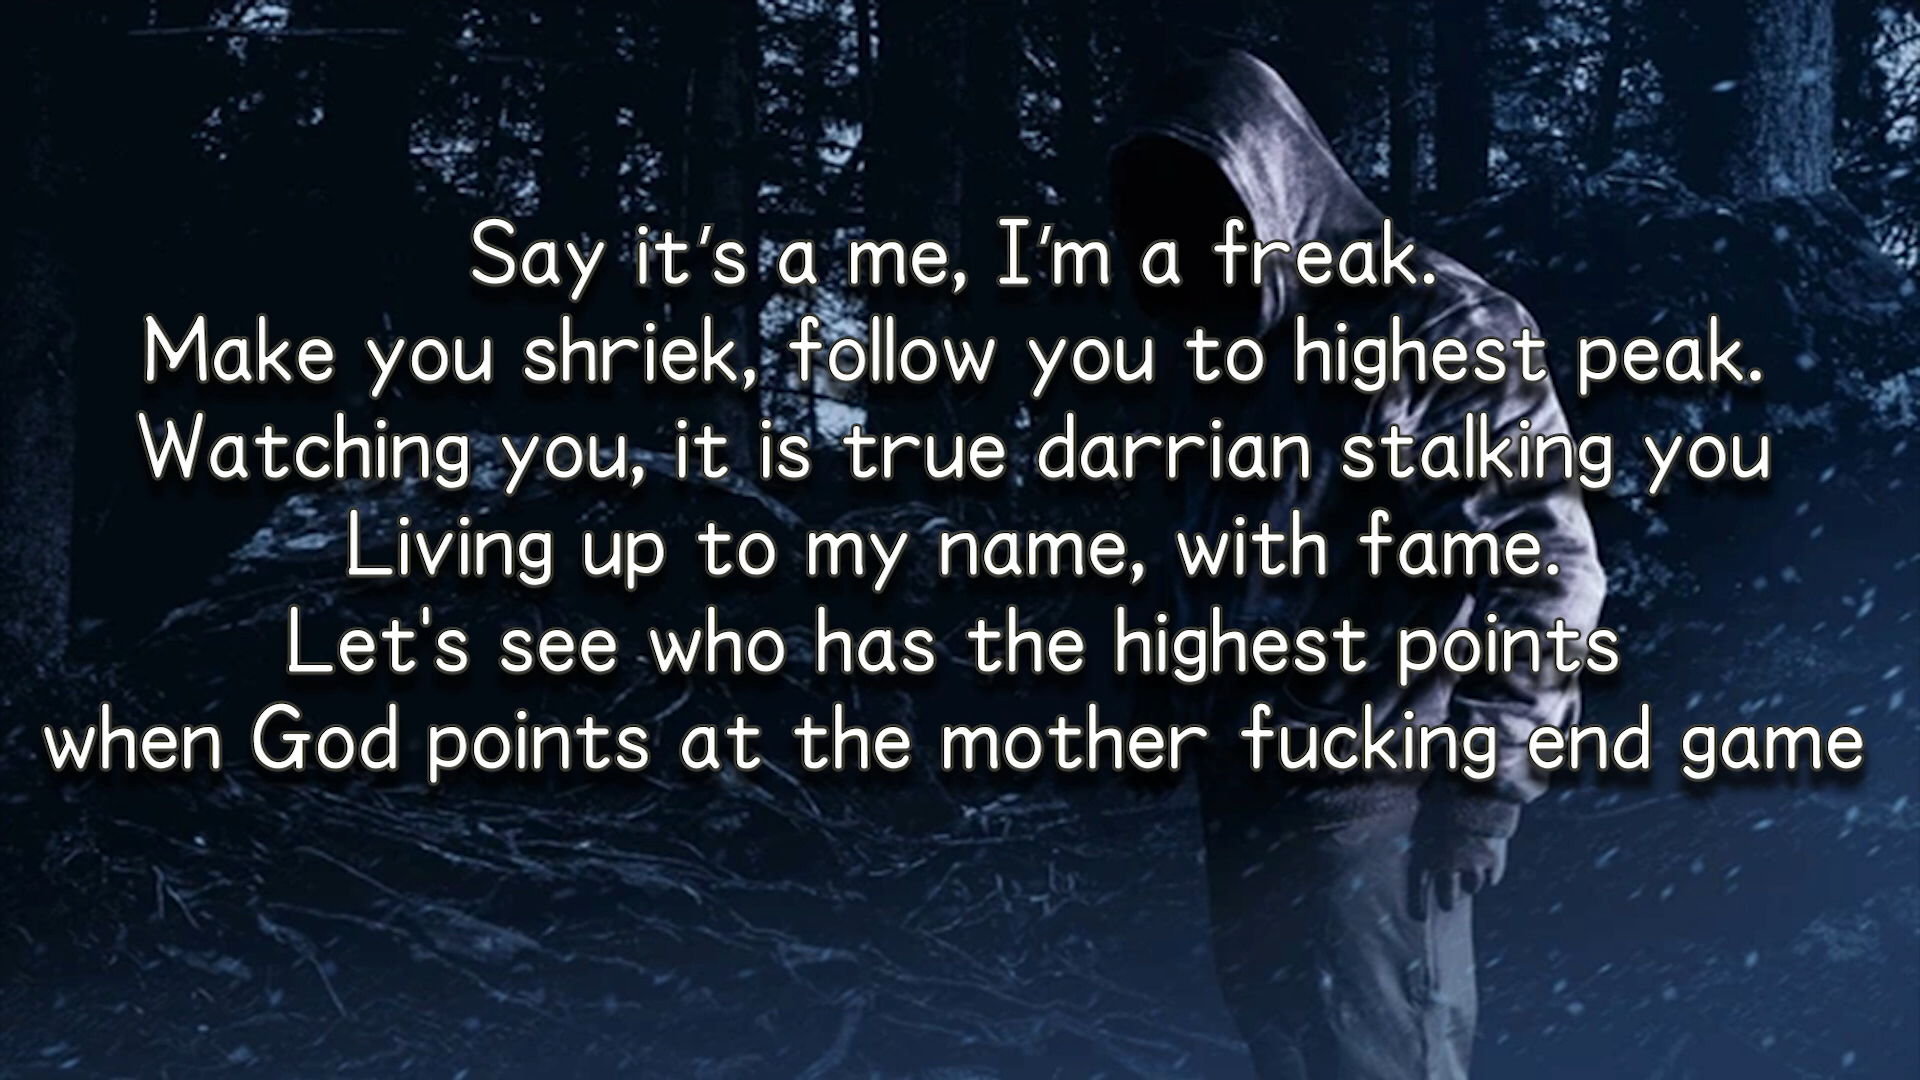 Say it's a me, I'm a freak.
Make you shriek, follow you to highest peak.
Watching you, it is true darrian stalking you
Living up to my name, with fame.
Let's see who has the highest points
when God points at the mother fucking end game